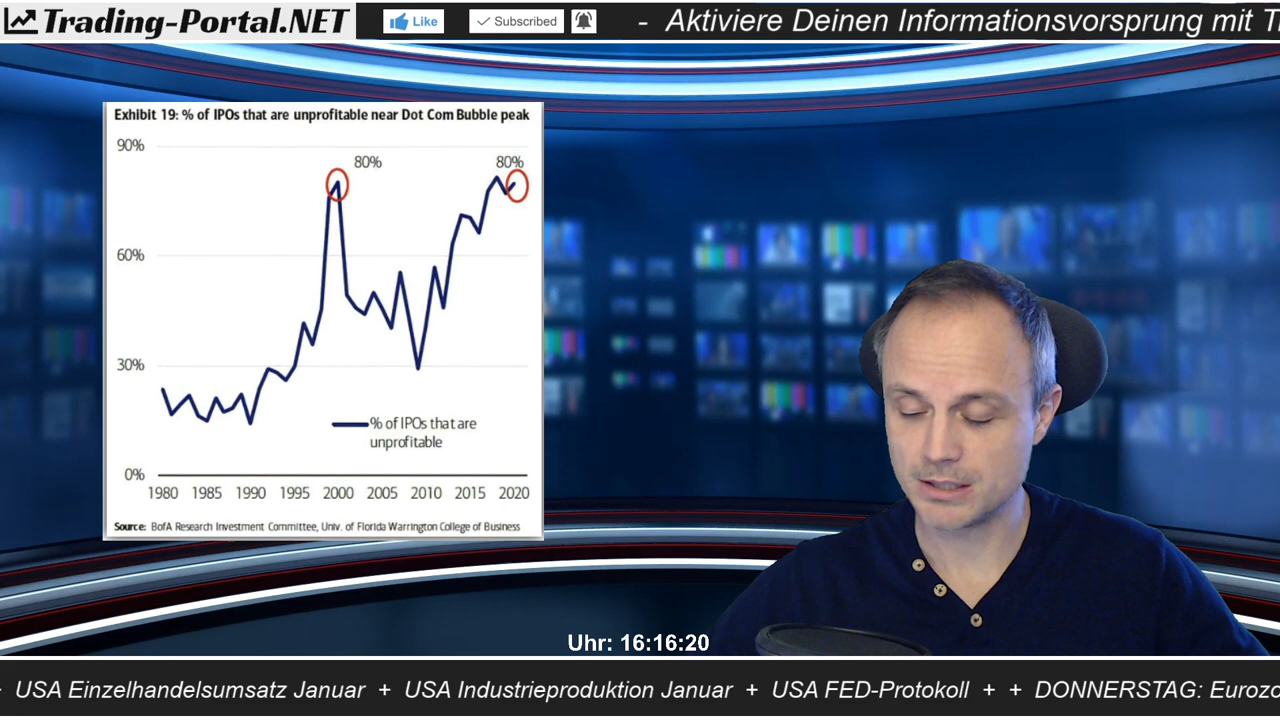 Trading-Portal.NET
Like
Subscribed
- Aktiviere Deinen Informationsvorsprung mit
Exhibit 19: % of IPOs that are unprofitable near Dot Com Bubble peak
90%
80%
80%
60%
30%
% of IPOs that are
unprofitable
0%
1980 1985 1990 1995 2000 2005 2010 2015 2020
Source: BofA Research Investment Committee, Univ. of Florida Warrington College of Business
Uhr: 16:16:20
USA Einzelhandelsumsatz Januar + USA Industrieproduktion Januar + USA FED-Protokoll + + DONNERSTAG: